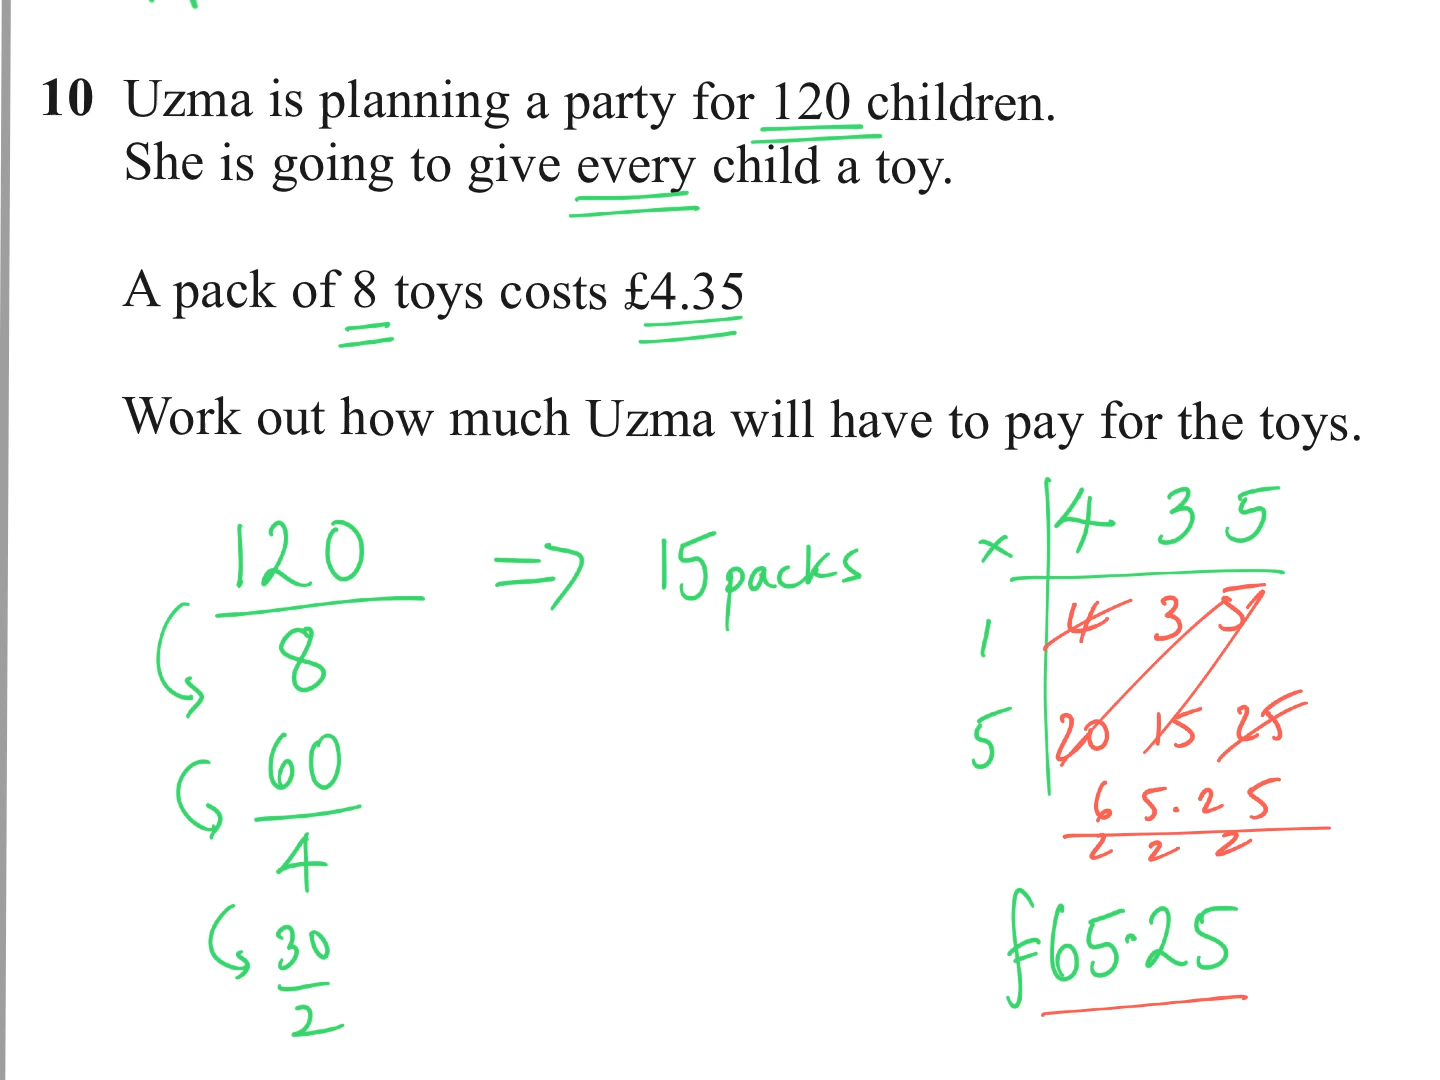 10 Uzma is planning a party for 120 children.
She is going to give every child a toy.
A pack of 8 toys costs £4.35
Work out how much Uzma will have to pay for the toys.
120
8
60
4
30
2
=> 15 packs
× 4 3 5
1 4 3 5
5 20 15 25
6 5.2 5
2 2 2
£65.25